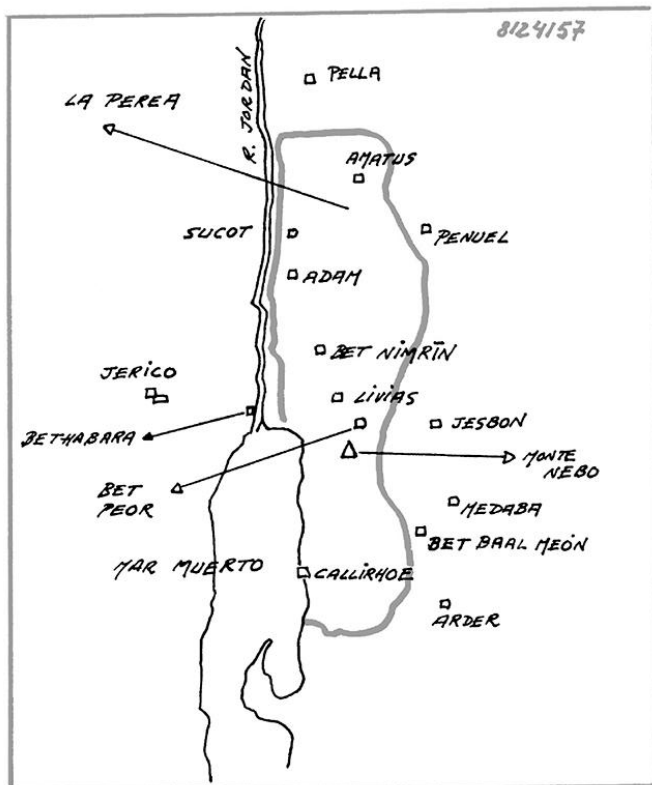 8124157
PELLA
LA PEREA
R. JORDAN
AMATUS
SUCOT
PENUEL
ADAM
BET NIMRÏN
JERICO
LIVIAS
JESBON
BETHABARA
MONTE
NEBO
BET
PEOR
MEDABA
BET BAAL MEÓN
MAR MUERTO
CALLIRHOE
ARDER